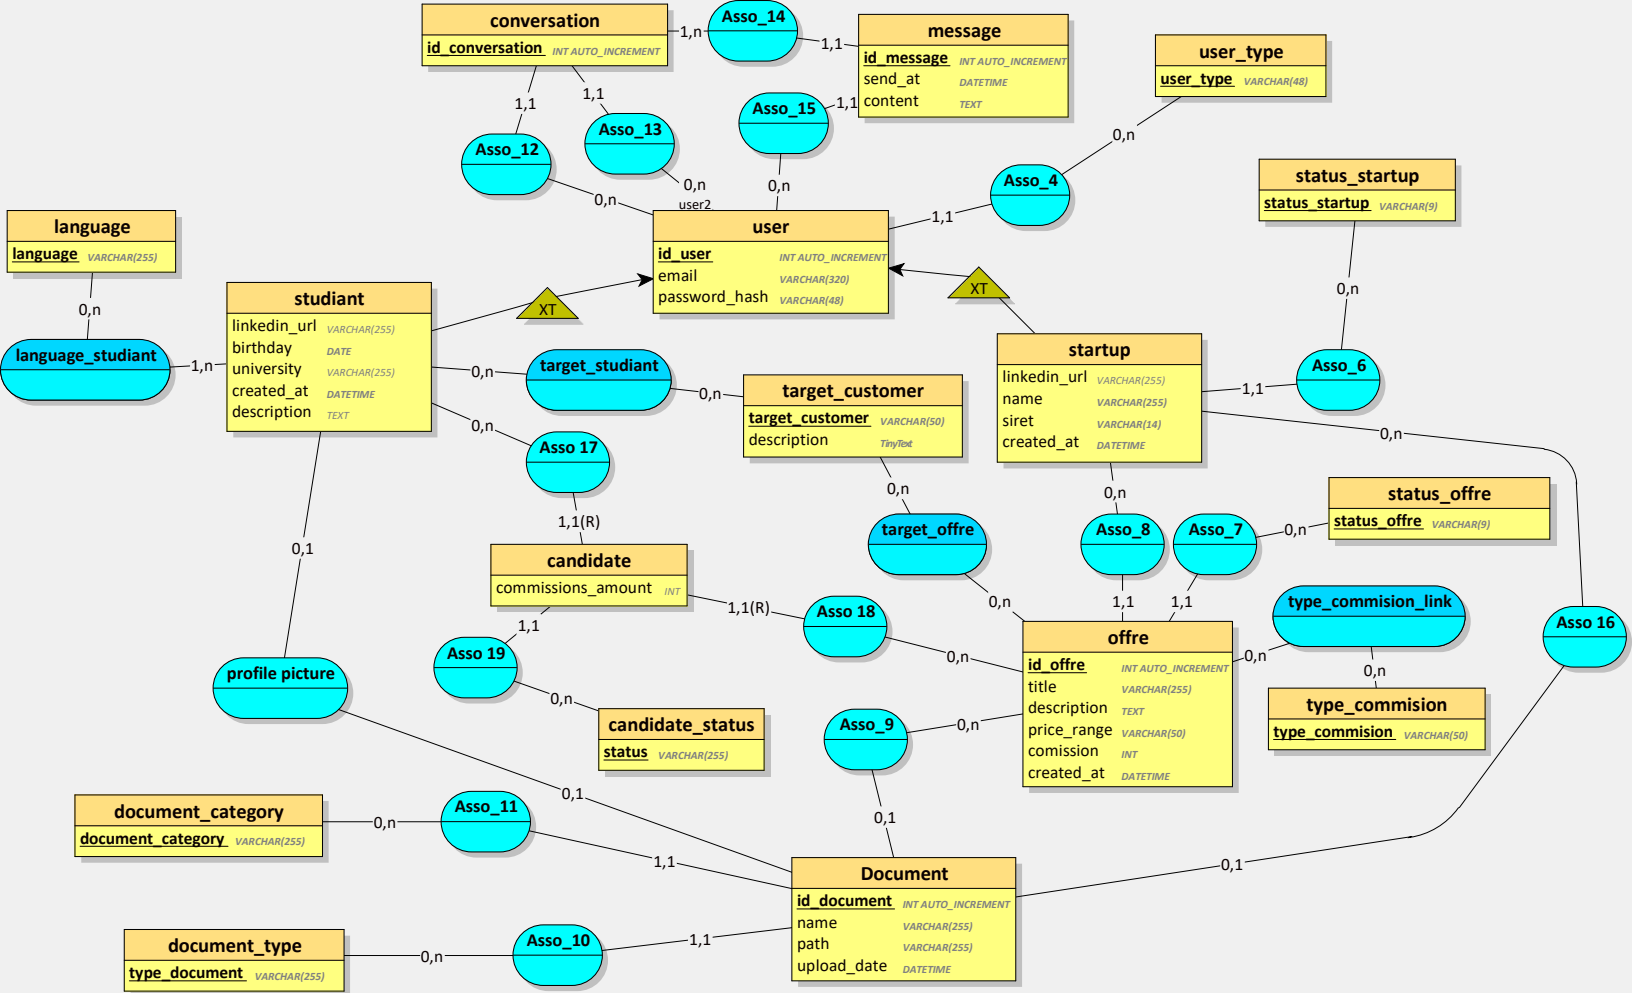 conversation
id_conversation INT AUTO_INCREMENT
1,n
Asso_14
1,1
message
id_message INT AUTO_INCREMENT
send_at DATETIME
content TEXT
user_type
user_type VARCHAR(48)
1,1
1,1
Asso_12
Asso_13
Asso_15
1,1
0,n
0,n
user2
0,n
0,n
Asso_4
1,1
status_startup
status_startup VARCHAR(9)
language
language VARCHAR(255)
user
id_user INT AUTO_INCREMENT
email VARCHAR(320)
password_hash VARCHAR(48)
XT
XT
0,n
0,n
studiant
linkedin_url VARCHAR(255)
birthday DATE
university VARCHAR(255)
created_at DATETIME
description TEXT
language_studiant
1,n
0,n
target_studiant
0,n
target_customer
target_customer VARCHAR(50)
description TinyText
startup
linkedin_url VARCHAR(255)
name VARCHAR(255)
siret VARCHAR(14)
created_at DATETIME
1,1
Asso_6
0,n
0,n
Asso 17
1,1(R)
0,n
0,n
status_offre
status_offre VARCHAR(9)
target_offre
Asso_8
Asso_7
0,n
0,1
candidate
commissions_amount INT
1,1(R)
Asso 18
0,n
0,n
1,1
1,1
type_commision_link
Asso 16
1,1
Asso 19
0,n
offre
id_offre INT AUTO_INCREMENT
title VARCHAR(255)
description TEXT
price_range VARCHAR(50)
comission INT
created_at DATETIME
0,n
0,n
type_commision
type_commision VARCHAR(50)
profile picture
candidate_status
status VARCHAR(255)
Asso_9
0,n
0,1
0,1
document_category
document_category VARCHAR(255)
0,n
Asso_11
1,1
0,1
Document
id_document INT AUTO_INCREMENT
name VARCHAR(255)
path VARCHAR(255)
upload_date DATETIME
document_type
type_document VARCHAR(255)
0,n
Asso_10
1,1